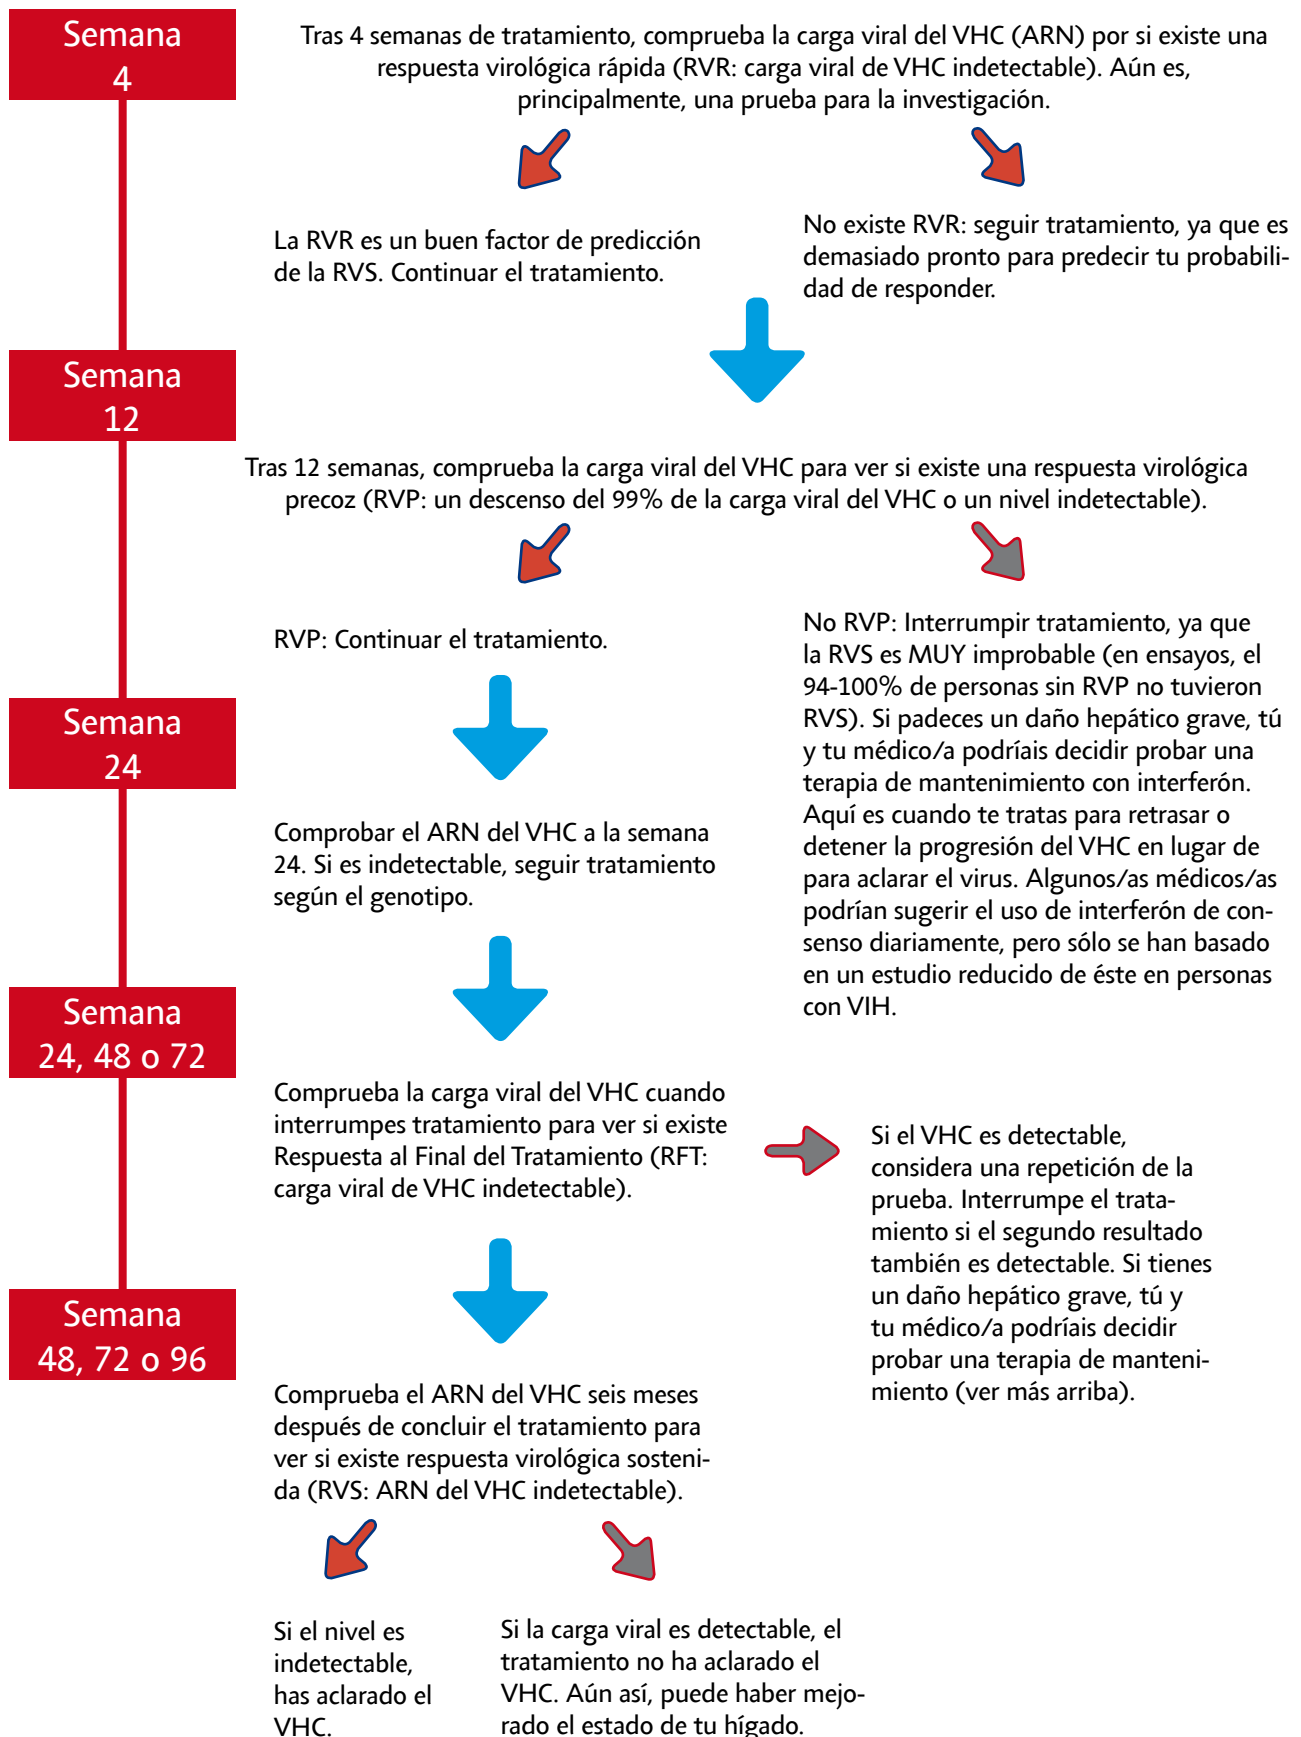 Semana
4
Tras 4 semanas de tratamiento, comprueba la carga viral del VHC (ARN) por si existe una
respuesta virológica rápida (RVR: carga viral de VHC indetectable). Aún es,
principalmente, una prueba para la investigación.
La RVR es un buen factor de predicción
de la RVS. Continuar el tratamiento.
No existe RVR: seguir tratamiento, ya que es
demasiado pronto para predecir tu probabili-
dad de responder.
Semana
12
Tras 12 semanas, comprueba la carga viral del VHC para ver si existe una respuesta virológica
precoz (RVP: un descenso del 99% de la carga viral del VHC o un nivel indetectable).
RVP: Continuar el tratamiento.
No RVP: Interrumpir tratamiento, ya que
la RVS es MUY improbable (en ensayos, el
94-100% de personas sin RVP no tuvieron
RVS). Si padeces un daño hepático grave, tú
y tu médico/a podríais decidir probar una
terapia de mantenimiento con interferón.
Aquí es cuando te tratas para retrasar o
detener la progresión del VHC en lugar de
para aclarar el virus. Algunos/as médicos/as
podrían sugerir el uso de interferón de con-
senso diariamente, pero sólo se han basado
en un estudio reducido de éste en personas
con VIH.
Semana
24
Comprobar el ARN del VHC a la semana
24. Si es indetectable, seguir tratamiento
según el genotipo.
Semana
24, 48 o 72
Comprueba la carga viral del VHC cuando
interrumpes tratamiento para ver si existe
Respuesta al Final del Tratamiento (RFT:
carga viral de VHC indetectable).
Si el VHC es detectable,
considera una repetición de la
prueba. Interrumpe el trata-
miento si el segundo resultado
también es detectable. Si tienes
un daño hepático grave, tú y
tu médico/a podríais decidir
probar una terapia de manteni-
miento (ver más arriba).
Semana
48, 72 o 96
Comprueba el ARN del VHC seis meses
después de concluir el tratamiento para
ver si existe respuesta virológica sosteni-
da (RVS: ARN del VHC indetectable).
Si el nivel es
indetectable,
has aclarado el
VHC.
Si la carga viral es detectable, el
tratamiento no ha aclarado el
VHC. Aún así, puede haber mejo-
rado el estado de tu hígado.